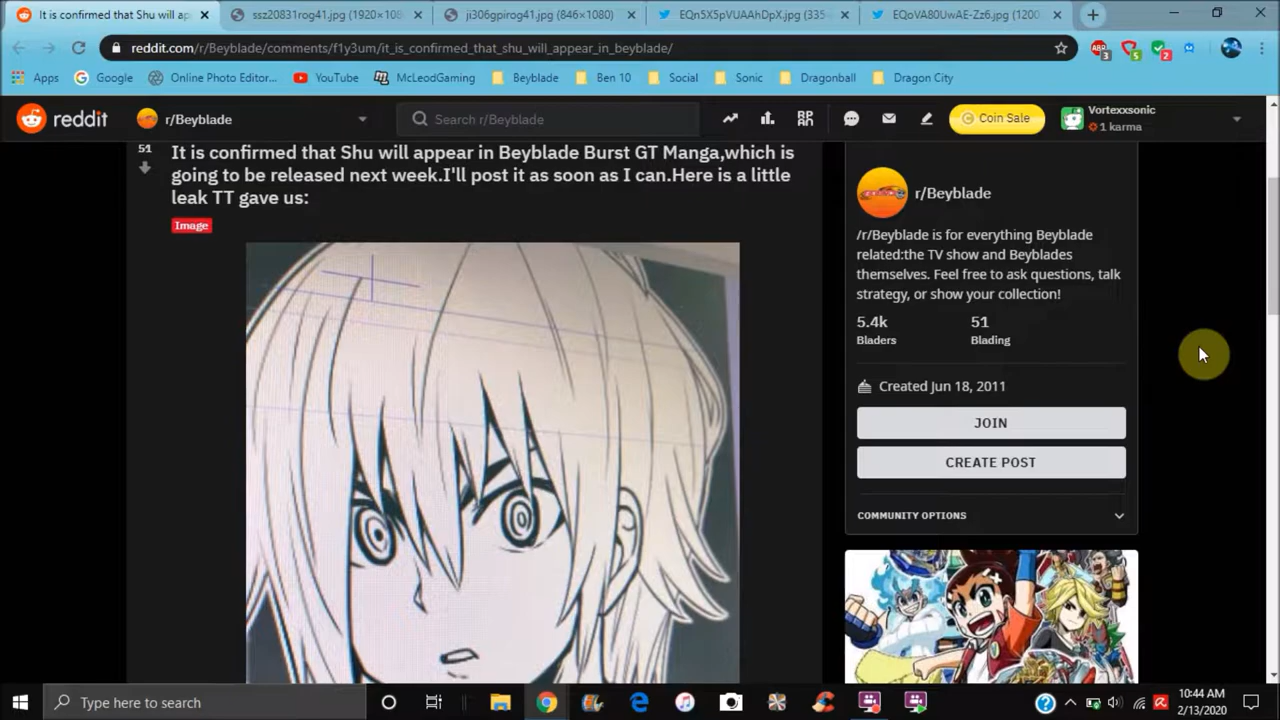 It is confirmed that Shu will ap
ssz20831rog41.jpg (1920×108
ji306gpirog41.jpg (846×1080)
EQn5X5pVUAAhDpX.jpg (335
EQoVA80UwAE-Zz6.jpg (1200
reddit.com/r/Beyblade/comments/f1y3um/it_is_confirmed_that_shu_will_appear_in_beyblade/
ABP 3 5 2
Apps Google Online Photo Editor... YouTube McLeodGaming Beyblade Ben 10 Social Sonic Dragonball Dragon City
reddit r/Beyblade Search r/Beyblade Coin Sale Vortexxsonic
1 karma
51
It is confirmed that Shu will appear in Beyblade Burst GT Manga,which is
going to be released next week.I'll post it as soon as I can.Here is a little
leak TT gave us:
Image
r/Beyblade
/r/Beyblade is for everything Beyblade
related:the TV show and Beyblades
themselves. Feel free to ask questions, talk
strategy, or show your collection!
5.4k 51
Bladers Blading
Created Jun 18, 2011
JOIN
CREATE POST
COMMUNITY OPTIONS
Type here to search
10:44 AM
2/13/2020